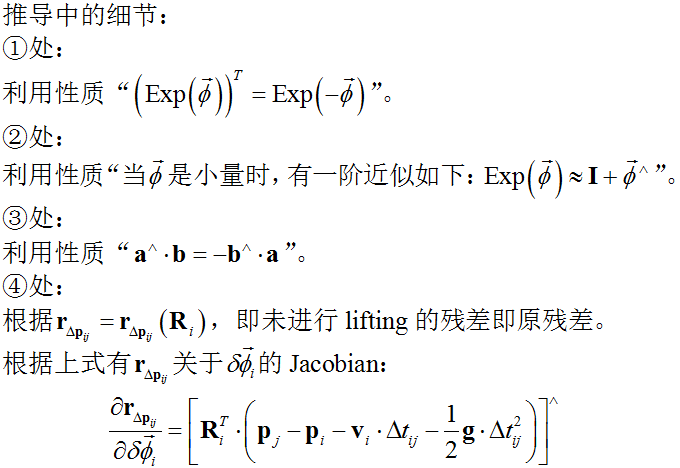 推导中的细节：
①处：
利用性质“$\left(\mathrm{Exp}\left(\vec{\phi}\right)\right)^{T}=\mathrm{Exp}\left(-\vec{\phi}\right)$”。
②处：
利用性质“当$\vec{\phi}$是小量时，有一阶近似如下：$\mathrm{Exp}\left(\vec{\phi}\right)\approx\mathbf{I}+\vec{\phi}^{\wedge}$”。
③处：
利用性质“$\mathbf{a}^{\wedge}\cdot\mathbf{b}=-\mathbf{b}^{\wedge}\cdot\mathbf{a}$”。
④处：
根据$\mathbf{r}_{\Delta\mathbf{p}_{ij}}=\mathbf{r}_{\Delta\mathbf{p}_{ij}}\left(\mathbf{R}_{i}\right)$，即未进行 lifting 的残差即原残差。
根据上式有$\mathbf{r}_{\Delta\mathbf{p}_{ij}}$关于$\delta\vec{\phi}_{i}$的 Jacobian：
$\frac{\partial\mathbf{r}_{\Delta\mathbf{p}_{ij}}}{\partial\delta\vec{\phi}_{i}}=\left[\mathbf{R}_{i}^{T}\cdot\left(\mathbf{p}_{j}-\mathbf{p}_{i}-\mathbf{v}_{i}\cdot\Delta t_{ij}-\frac{1}{2}\mathbf{g}\cdot\Delta t_{ij}^{2}\right)\right]^{\wedge}$